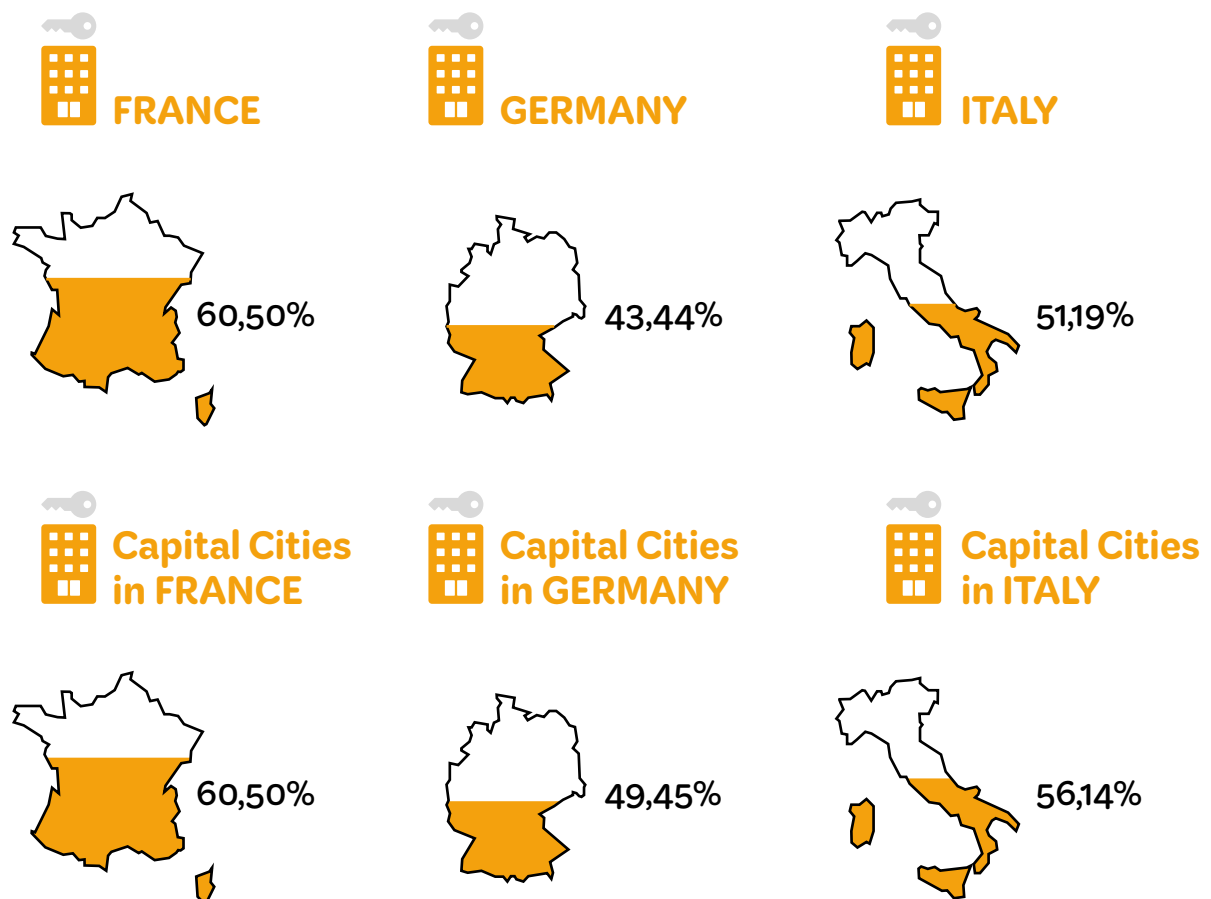 FRANCE
GERMANY
ITALY
60,50%
43,44%
51,19%
Capital Cities
in FRANCE
Capital Cities
in GERMANY
Capital Cities
in ITALY
60,50%
49,45%
56,14%